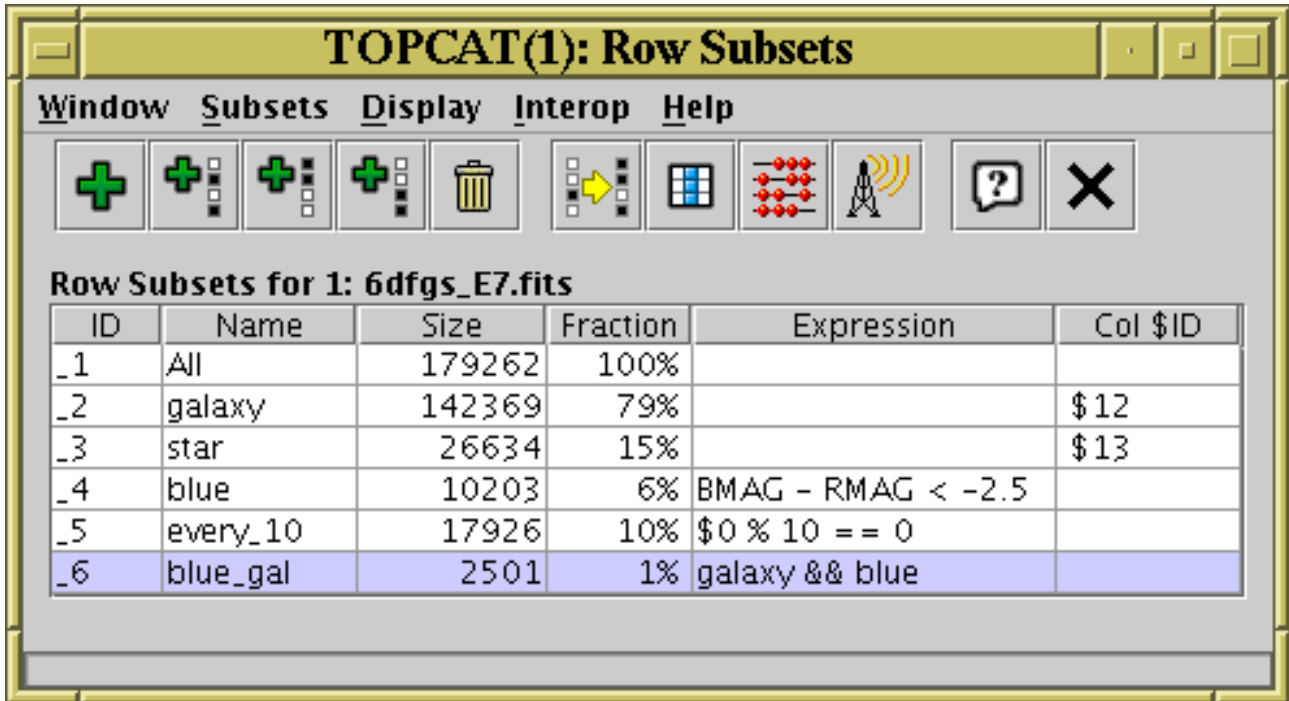 TOPCAT(1): Row Subsets
Window Subsets Display Interop Help
?
Row Subsets for 1: 6dfgs_E7.fits
ID Name Size Fraction Expression Col $ID
_1 All 179262 100%
_2 galaxy 142369 79% $12
_3 star 26634 15% $13
_4 blue 10203 6% BMAG - RMAG < -2.5
_5 every_10 17926 10% $0 % 10 == 0
_6 blue_gal 2501 1% galaxy && blue